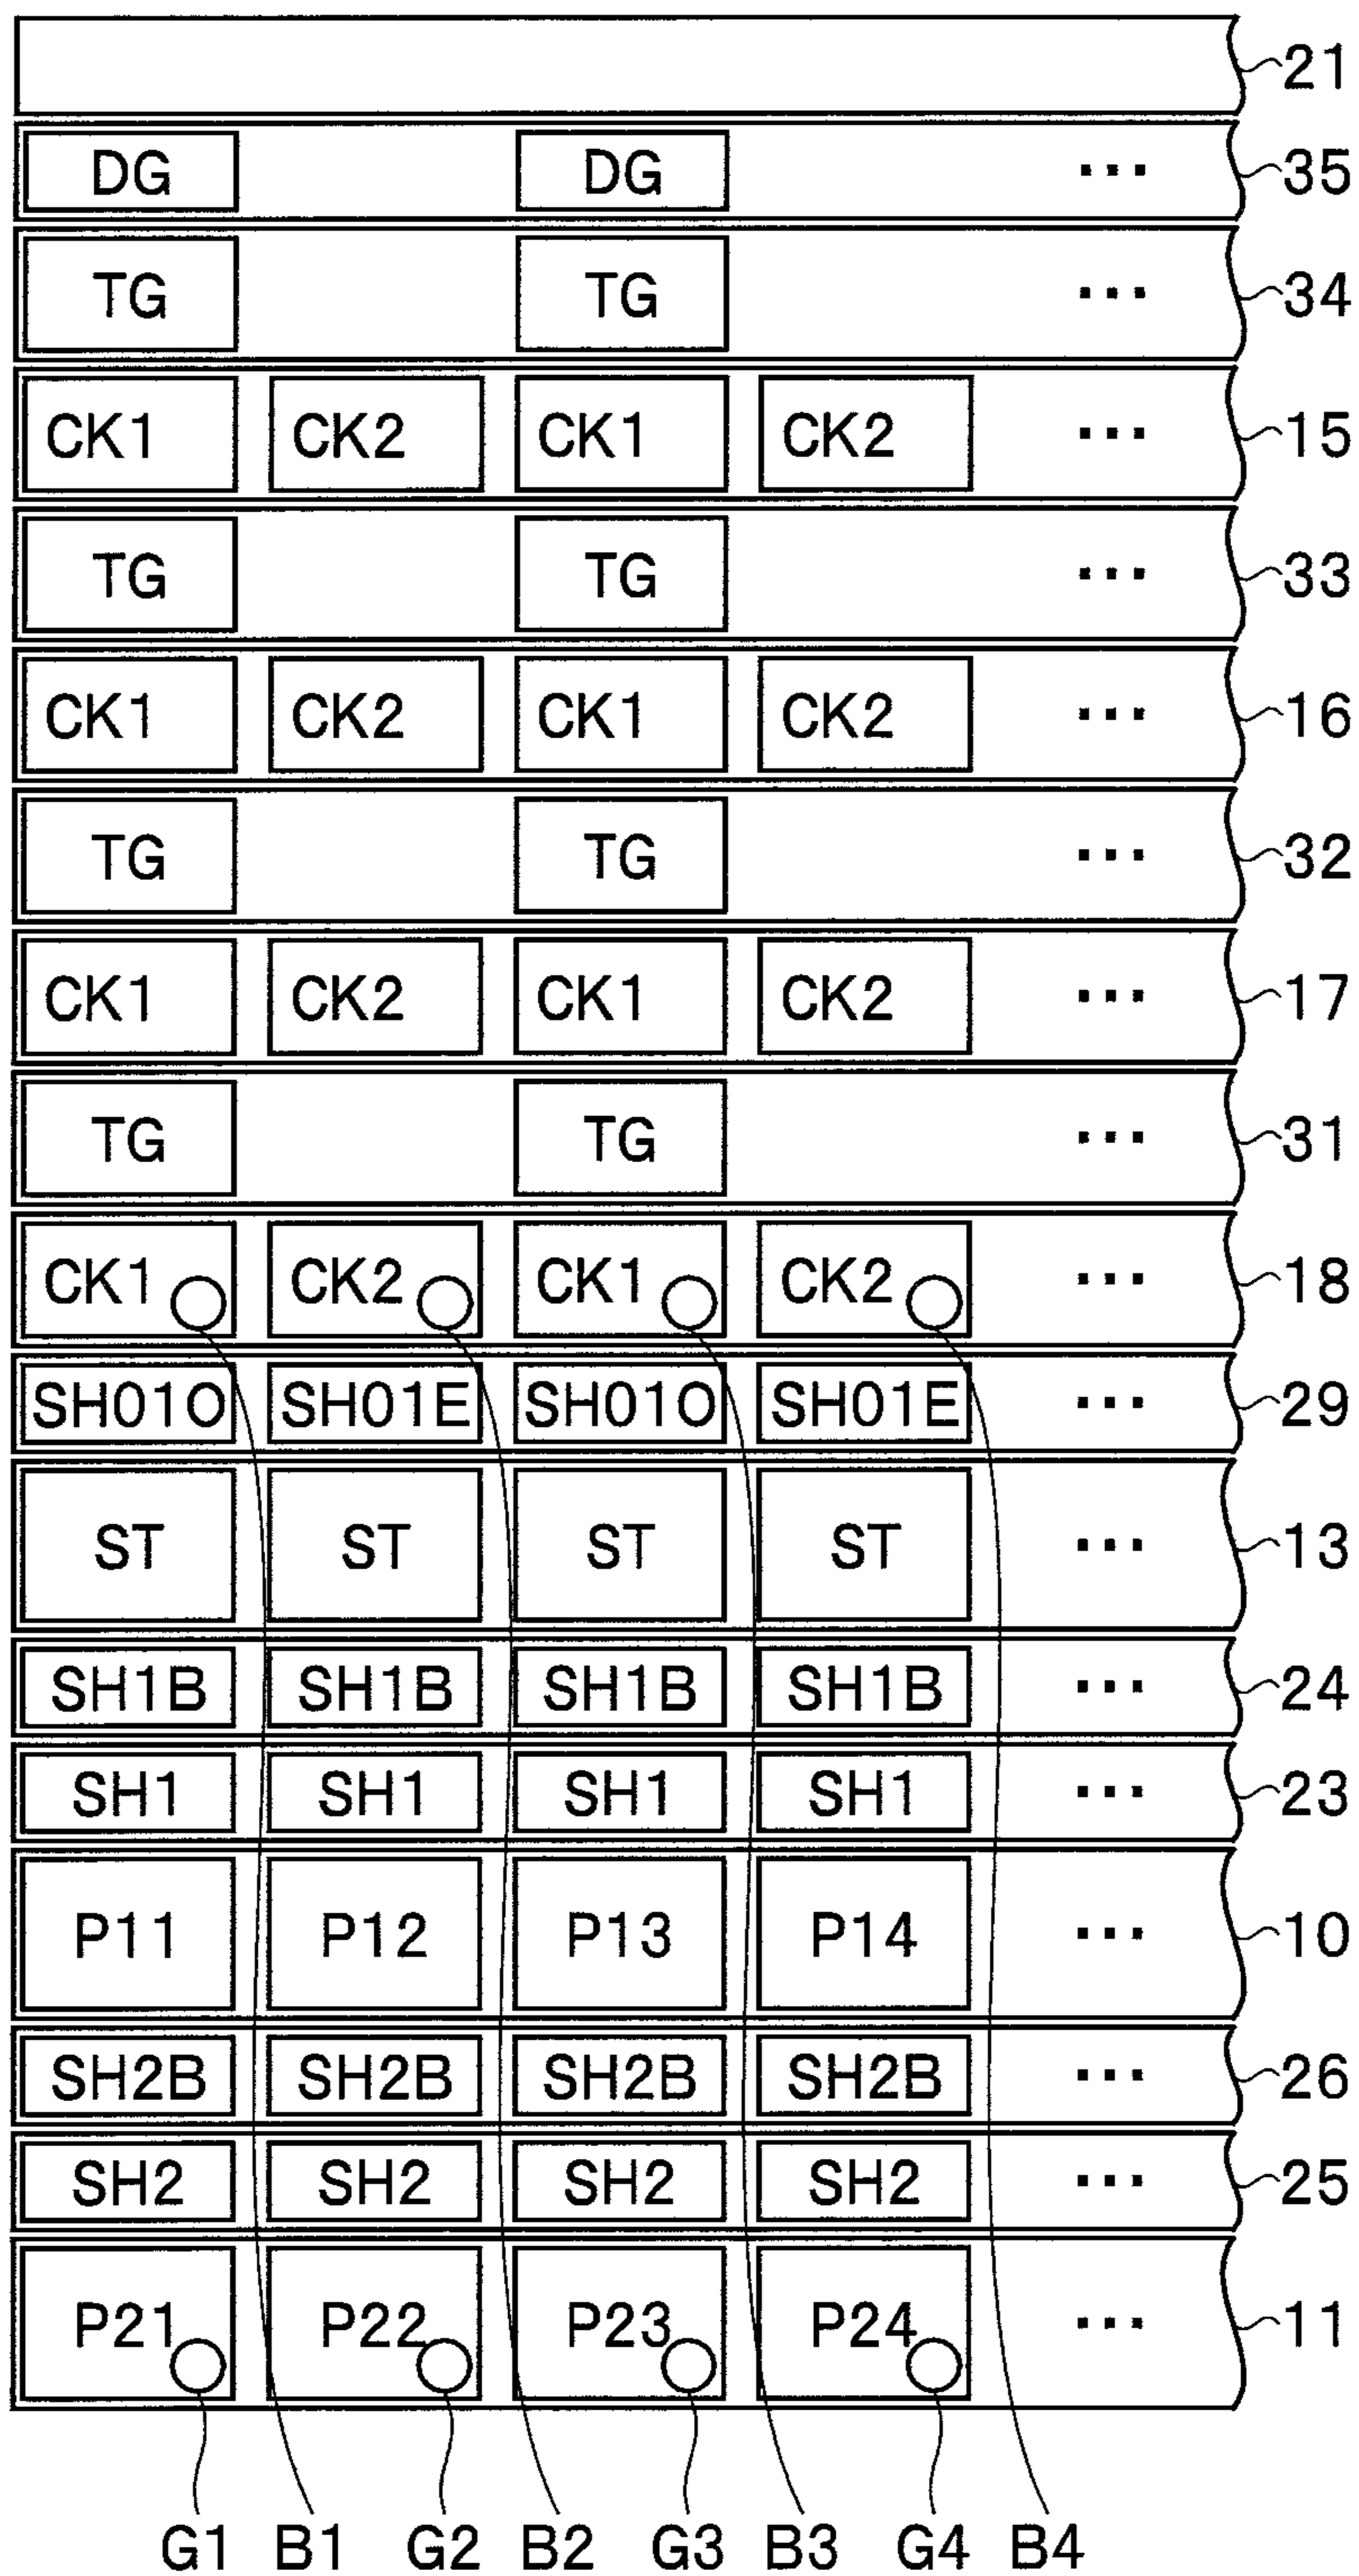 21
DG DG ... 35
TG TG ... 34
CK1 CK2 CK1 CK2 ... 15
TG TG ... 33
CK1 CK2 CK1 CK2 ... 16
TG TG ... 32
CK1 CK2 CK1 CK2 ... 17
TG TG ... 31
CK1 CK2 CK1 CK2 ... 18
SH01O SH01E SH01O SH01E ... 29
ST ST ST ST ... 13
SH1B SH1B SH1B SH1B ... 24
SH1 SH1 SH1 SH1 ... 23
P11 P12 P13 P14 ... 10
SH2B SH2B SH2B SH2B ... 26
SH2 SH2 SH2 SH2 ... 25
P21 P22 P23 P24 ... 11
G1 B1 G2 B2 G3 B3 G4 B4